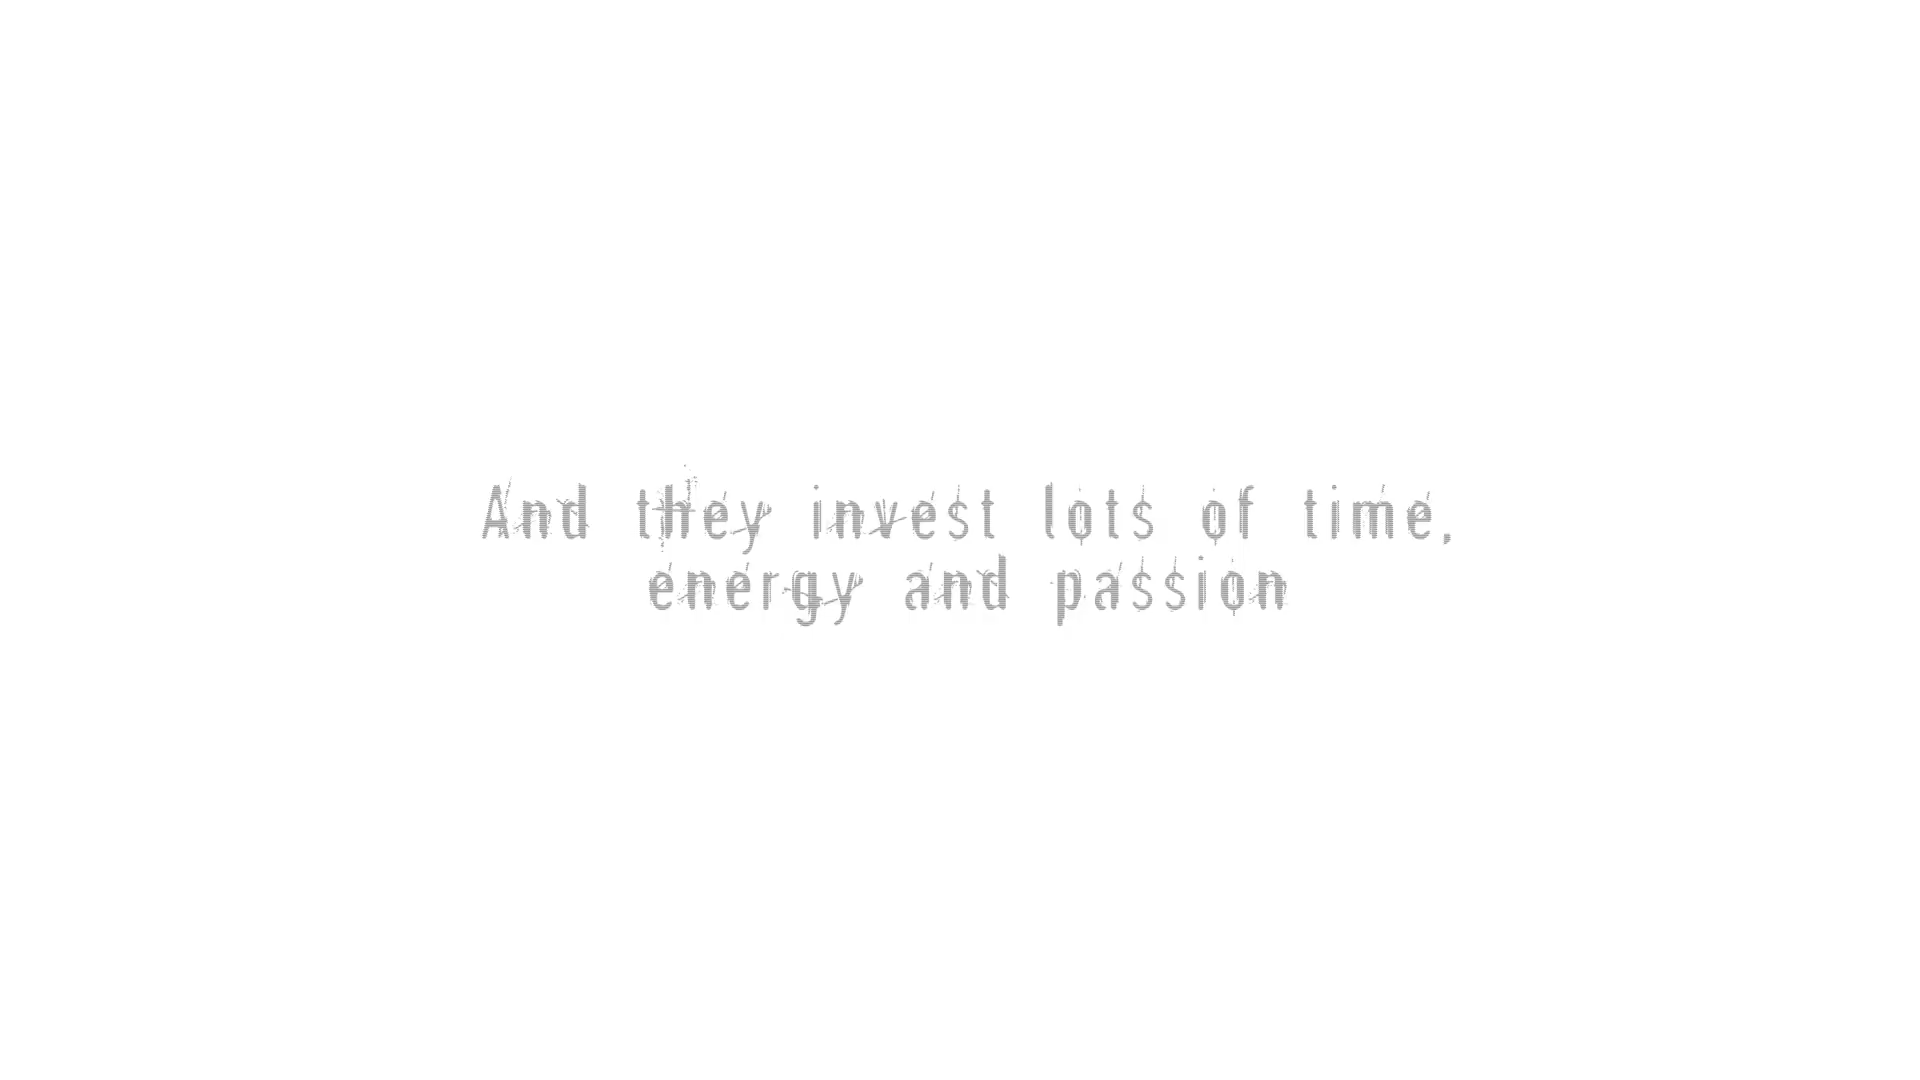 And they invest lots of time,
energy and passion